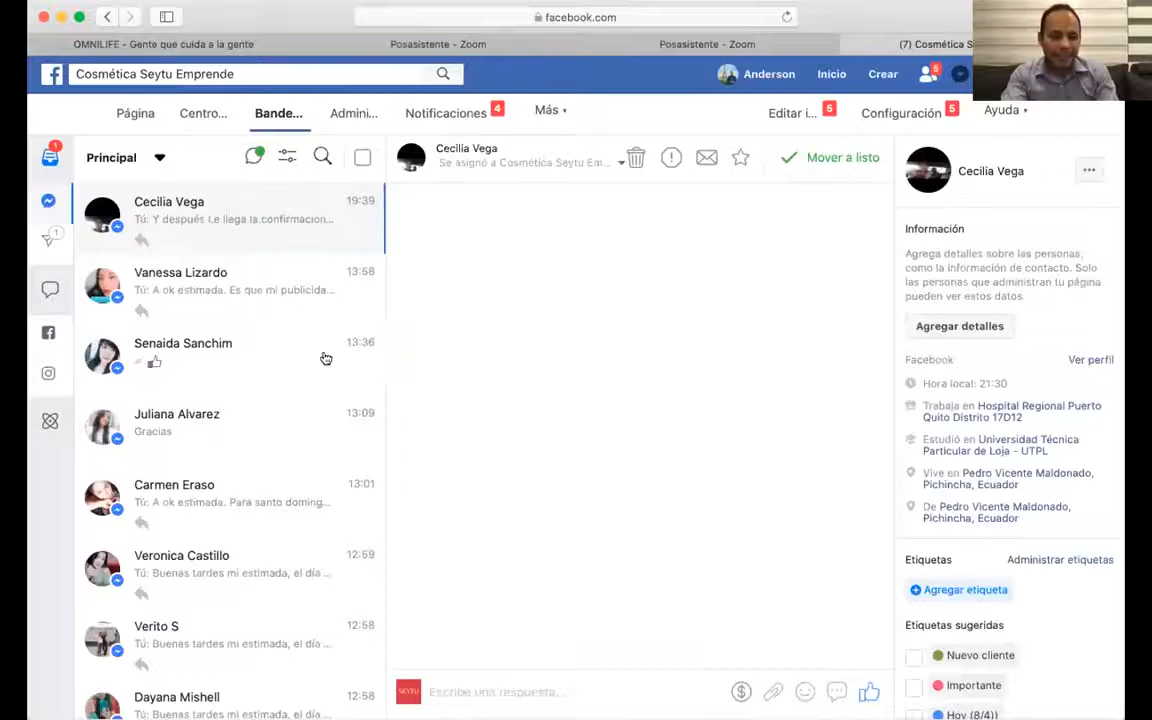 facebook.com
OMNILIFE - Gente que cuida a la gente
Posasistente - Zoom
Posasistente - Zoom
(7) Cosmética S
Cosmética Seytu Emprende
Anderson
Inicio
Crear
6
Página
Centro...
Bande...
Admini...
Notificaciones 4
Más
Editar i... 5
Configuración 5
Ayuda
1
Principal
Cecilia Vega
Se asignó a Cosmética Seytu Em...
Mover a listo
Cecilia Vega
...
1
Cecilia Vega 19:39
Tú: Y después Le llega la confirmacion...
Vanessa Lizardo 13:58
Tú: A ok estimada. Es que mi publicida...
Senaida Sanchim 13:36
Juliana Alvarez 13:09
Gracias
Carmen Eraso 13:01
Tú: A ok estimada. Para santo doming...
Veronica Castillo 12:59
Tú: Buenas tardes mi estimada, el día ...
Verito S 12:58
Tú: Buenas tardes mi estimada, el día ...
Dayana Mishell 12:58
Tú: Buenas tardes mi estimada, el día ...
SEYTU
Escribe una respuesta...
Información
Agrega detalles sobre las personas,
como la información de contacto. Solo
las personas que administran tu página
pueden ver estos datos.
Agregar detalles
Facebook
Ver perfil
Hora local: 21:30
Trabaja en Hospital Regional Puerto
Quito Distrito 17D12
Estudió en Universidad Técnica
Particular de Loja - UTPL
Vive en Pedro Vicente Maldonado,
Pichincha, Ecuador
De Pedro Vicente Maldonado,
Pichincha, Ecuador
Etiquetas
Administrar etiquetas
Agregar etiqueta
Etiquetas sugeridas
Nuevo cliente
Importante
Hoy (8/4))